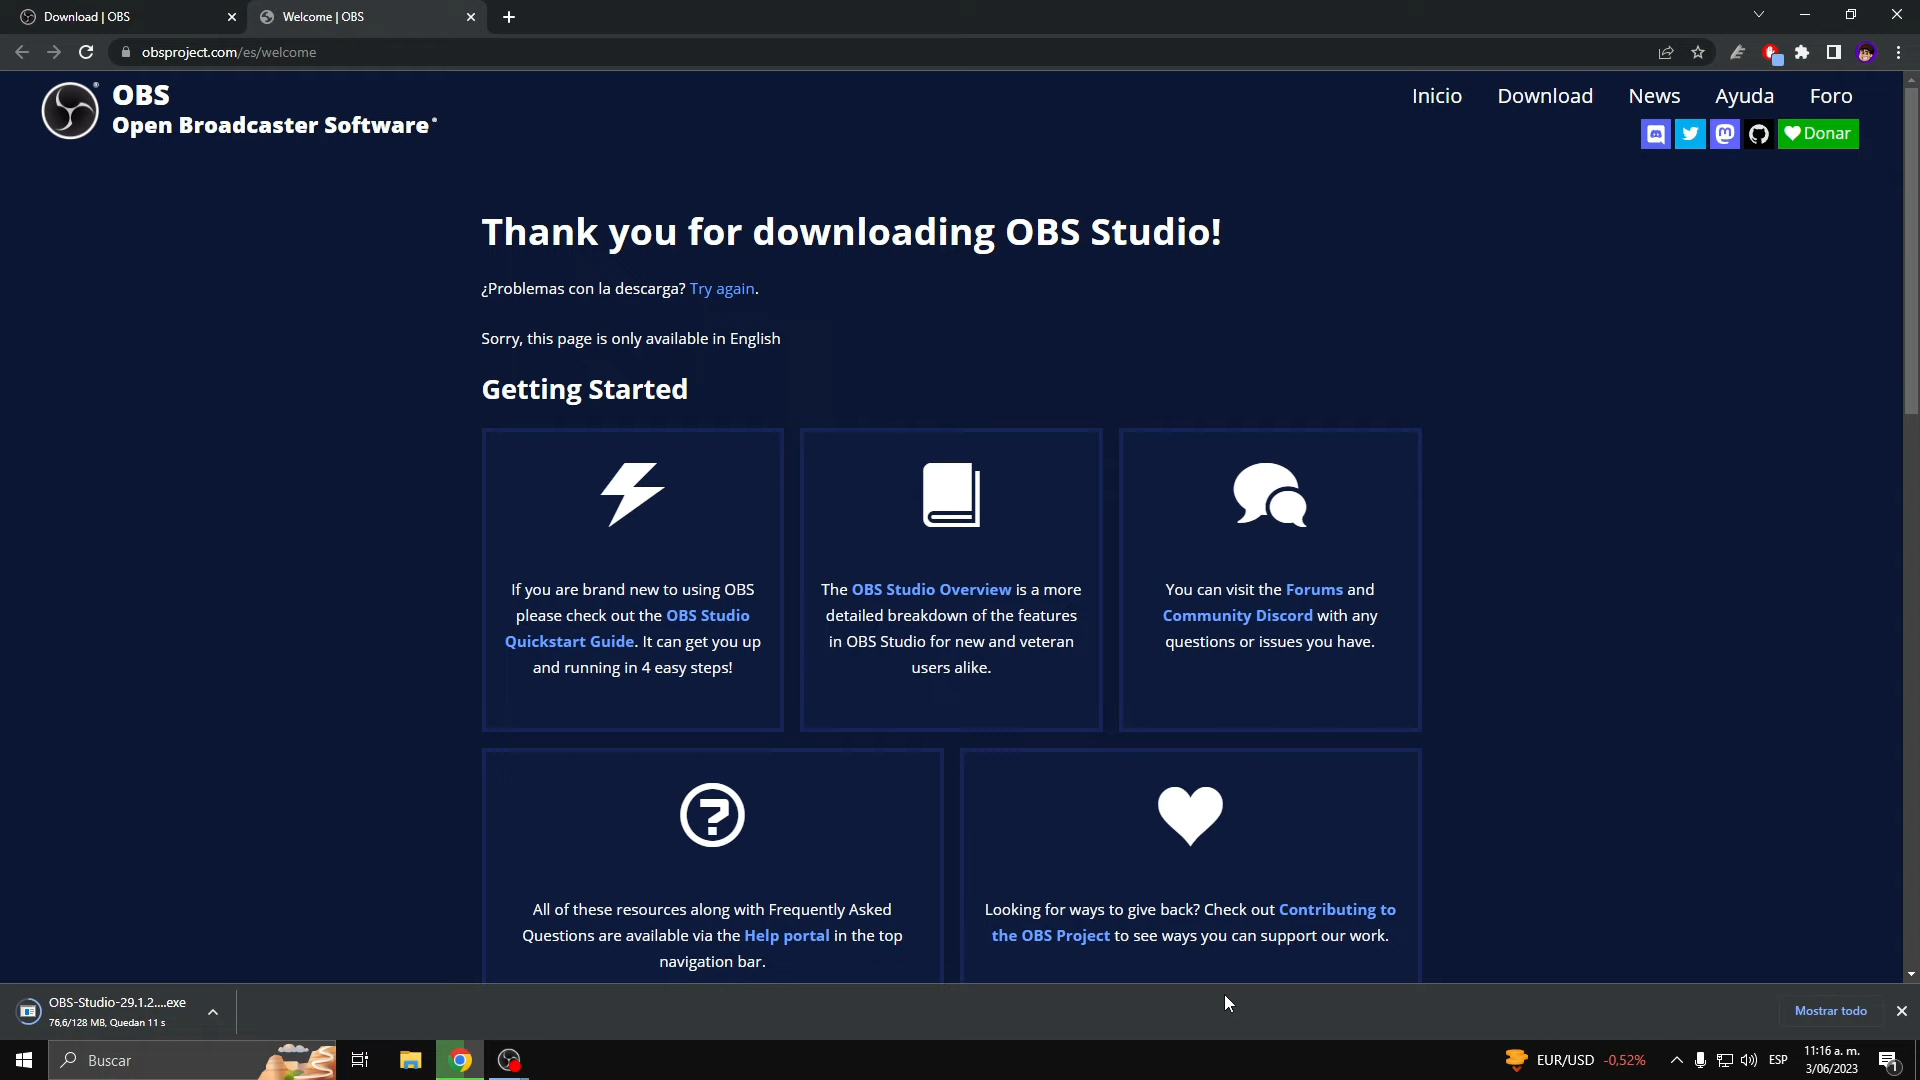 Download | OBS
Welcome | OBS
obsproject.com/es/welcome
OBS
Open Broadcaster Software
Inicio
Download
News
Ayuda
Foro
Donar
Thank you for downloading OBS Studio!
¿Problemas con la descarga? Try again.
Sorry, this page is only available in English
Getting Started
If you are brand new to using OBS
please check out the OBS Studio
Quickstart Guide. It can get you up
and running in 4 easy steps!
The OBS Studio Overview is a more
detailed breakdown of the features
in OBS Studio for new and veteran
users alike.
You can visit the Forums and
Community Discord with any
questions or issues you have.
All of these resources along with Frequently Asked
Questions are available via the Help portal in the top
navigation bar.
Looking for ways to give back? Check out Contributing to
the OBS Project to see ways you can support our work.
OBS-Studio-29.1.2....exe
76,6/128 MB, Quedan 11 s
Mostrar todo
Buscar
EUR/USD -0,52%
ESP
11:16 a. m.
3/06/2023
1